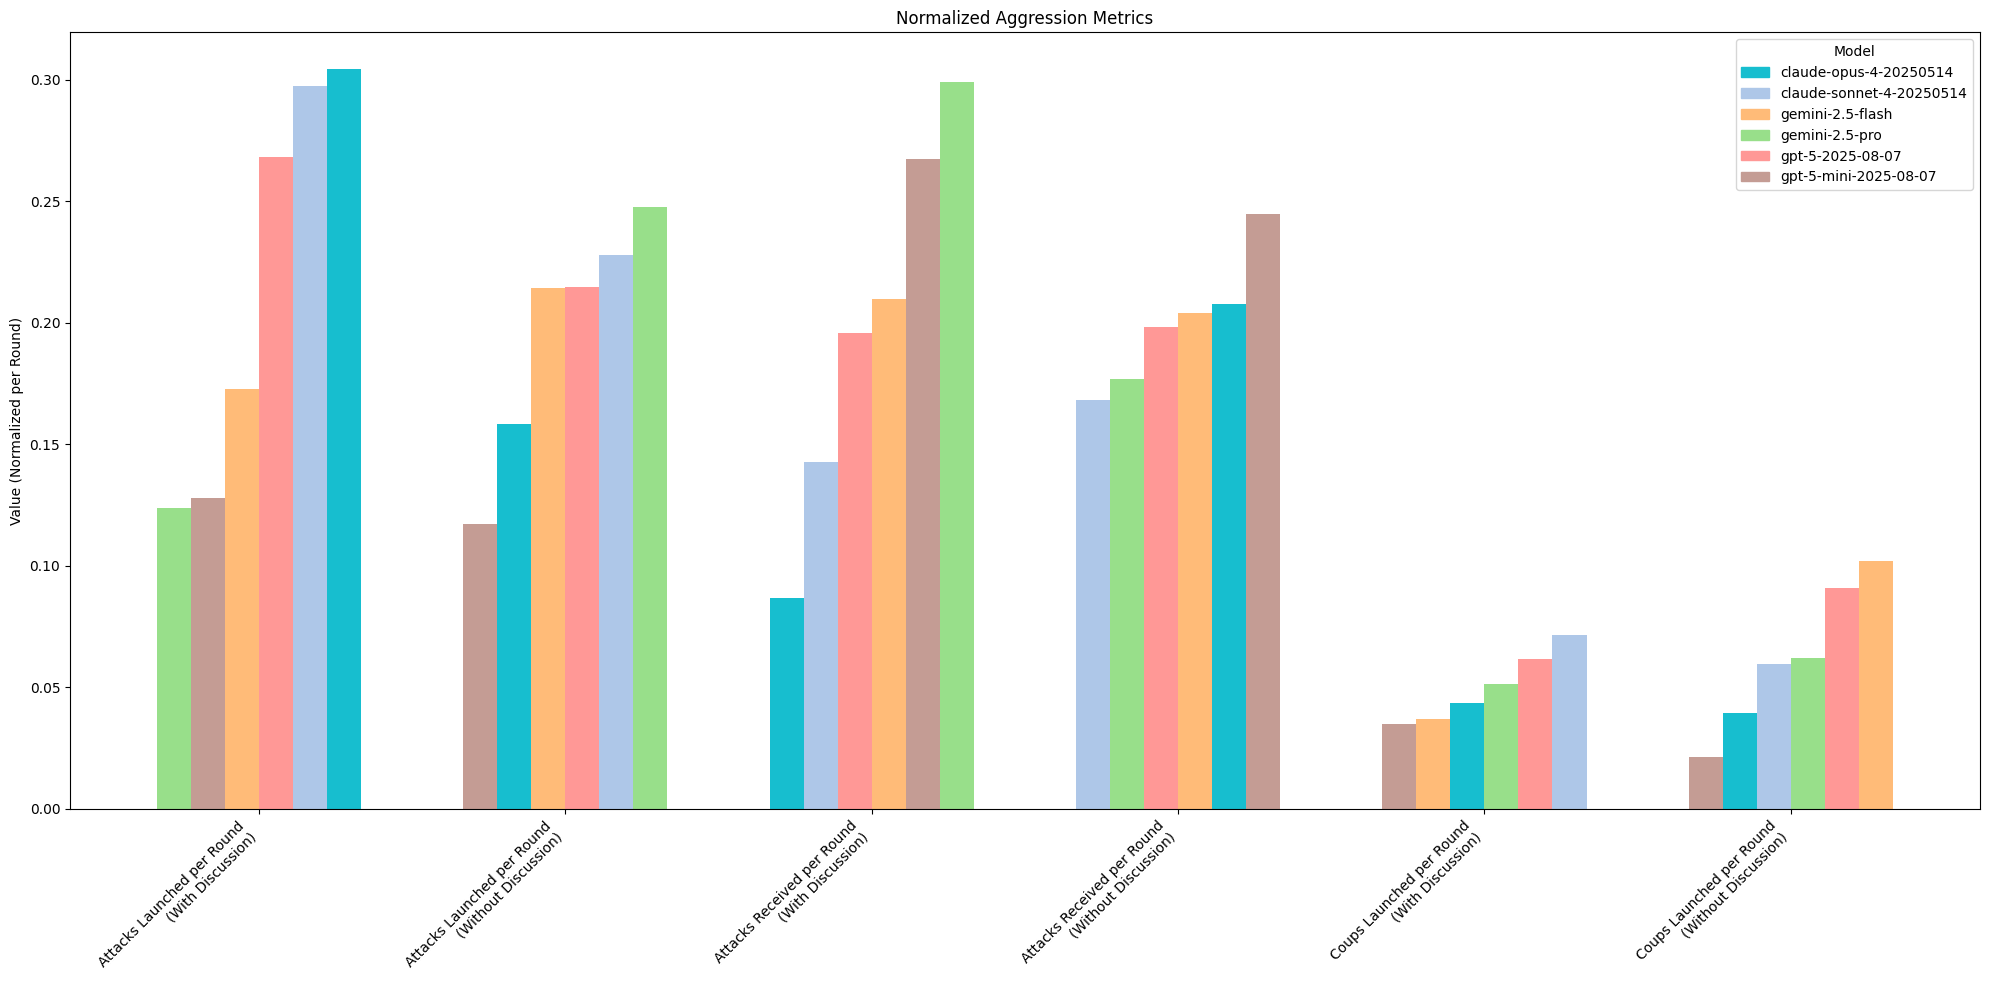 Normalized Aggression Metrics
Model
claude-opus-4-20250514
claude-sonnet-4-20250514
gemini-2.5-flash
gemini-2.5-pro
gpt-5-2025-08-07
gpt-5-mini-2025-08-07
Value (Normalized per Round)
0.30
0.25
0.20
0.15
0.10
0.05
0.00
Attacks Launched per Round
(With Discussion)
Attacks Launched per Round
(Without Discussion)
Attacks Received per Round
(With Discussion)
Attacks Received per Round
(Without Discussion)
Coups Launched per Round
(With Discussion)
Coups Launched per Round
(Without Discussion)